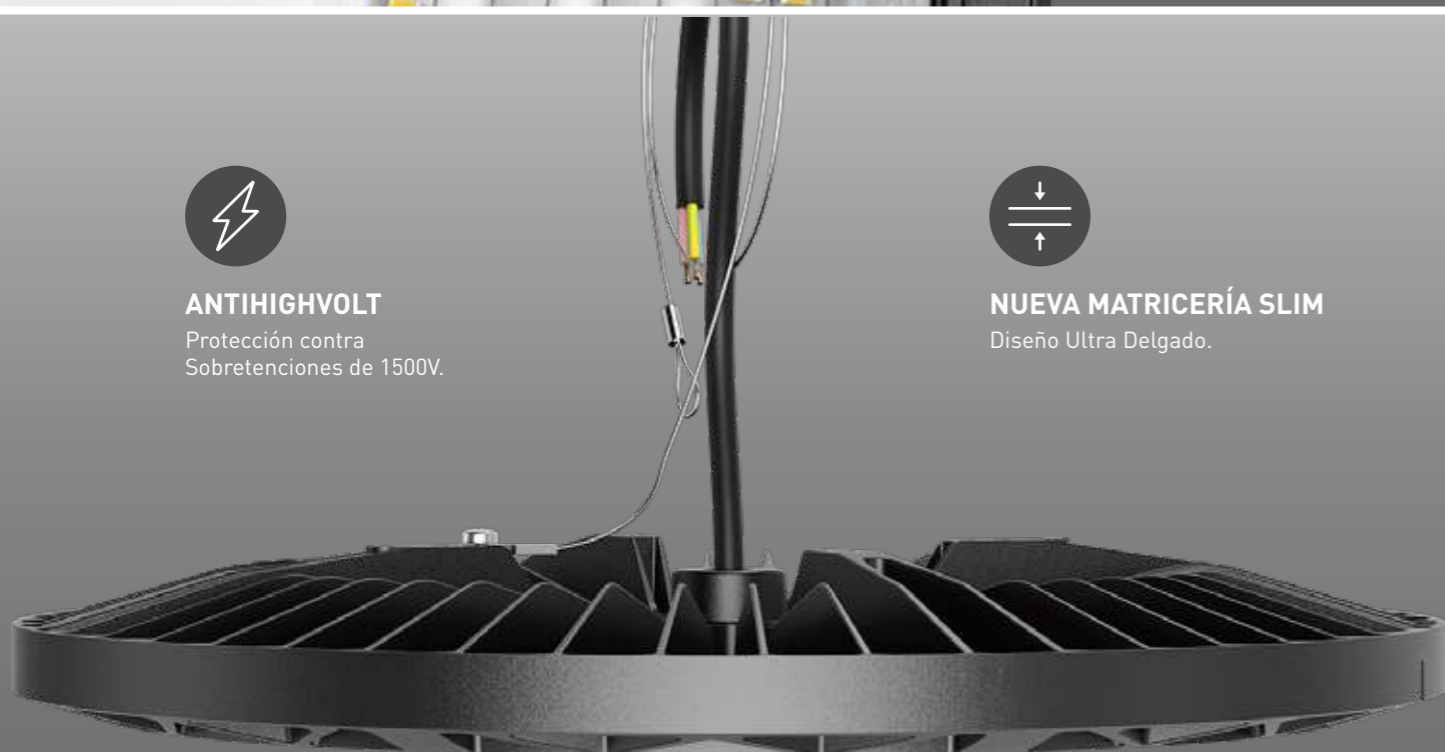 ANTIHIGHVOLT
Protección contra
Sobretenciones de 1500V.
NUEVA MATRICERÍA SLIM
Diseño Ultra Delgado.